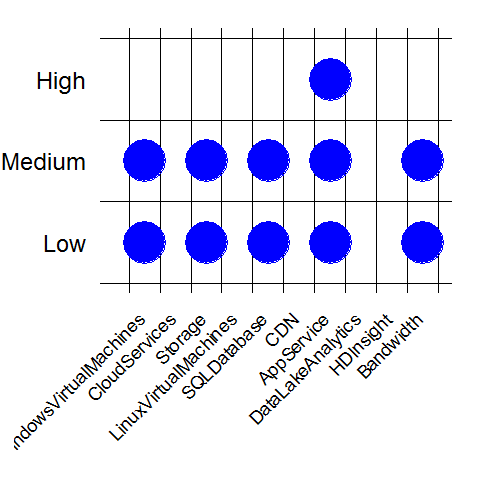 High
Medium
Low
ndowsVirtualMachines
CloudServices
Storage
LinuxVirtualMachines
SQLDatabase
CDN
AppService
DataLakeAnalytics
HDInsight
Bandwidth